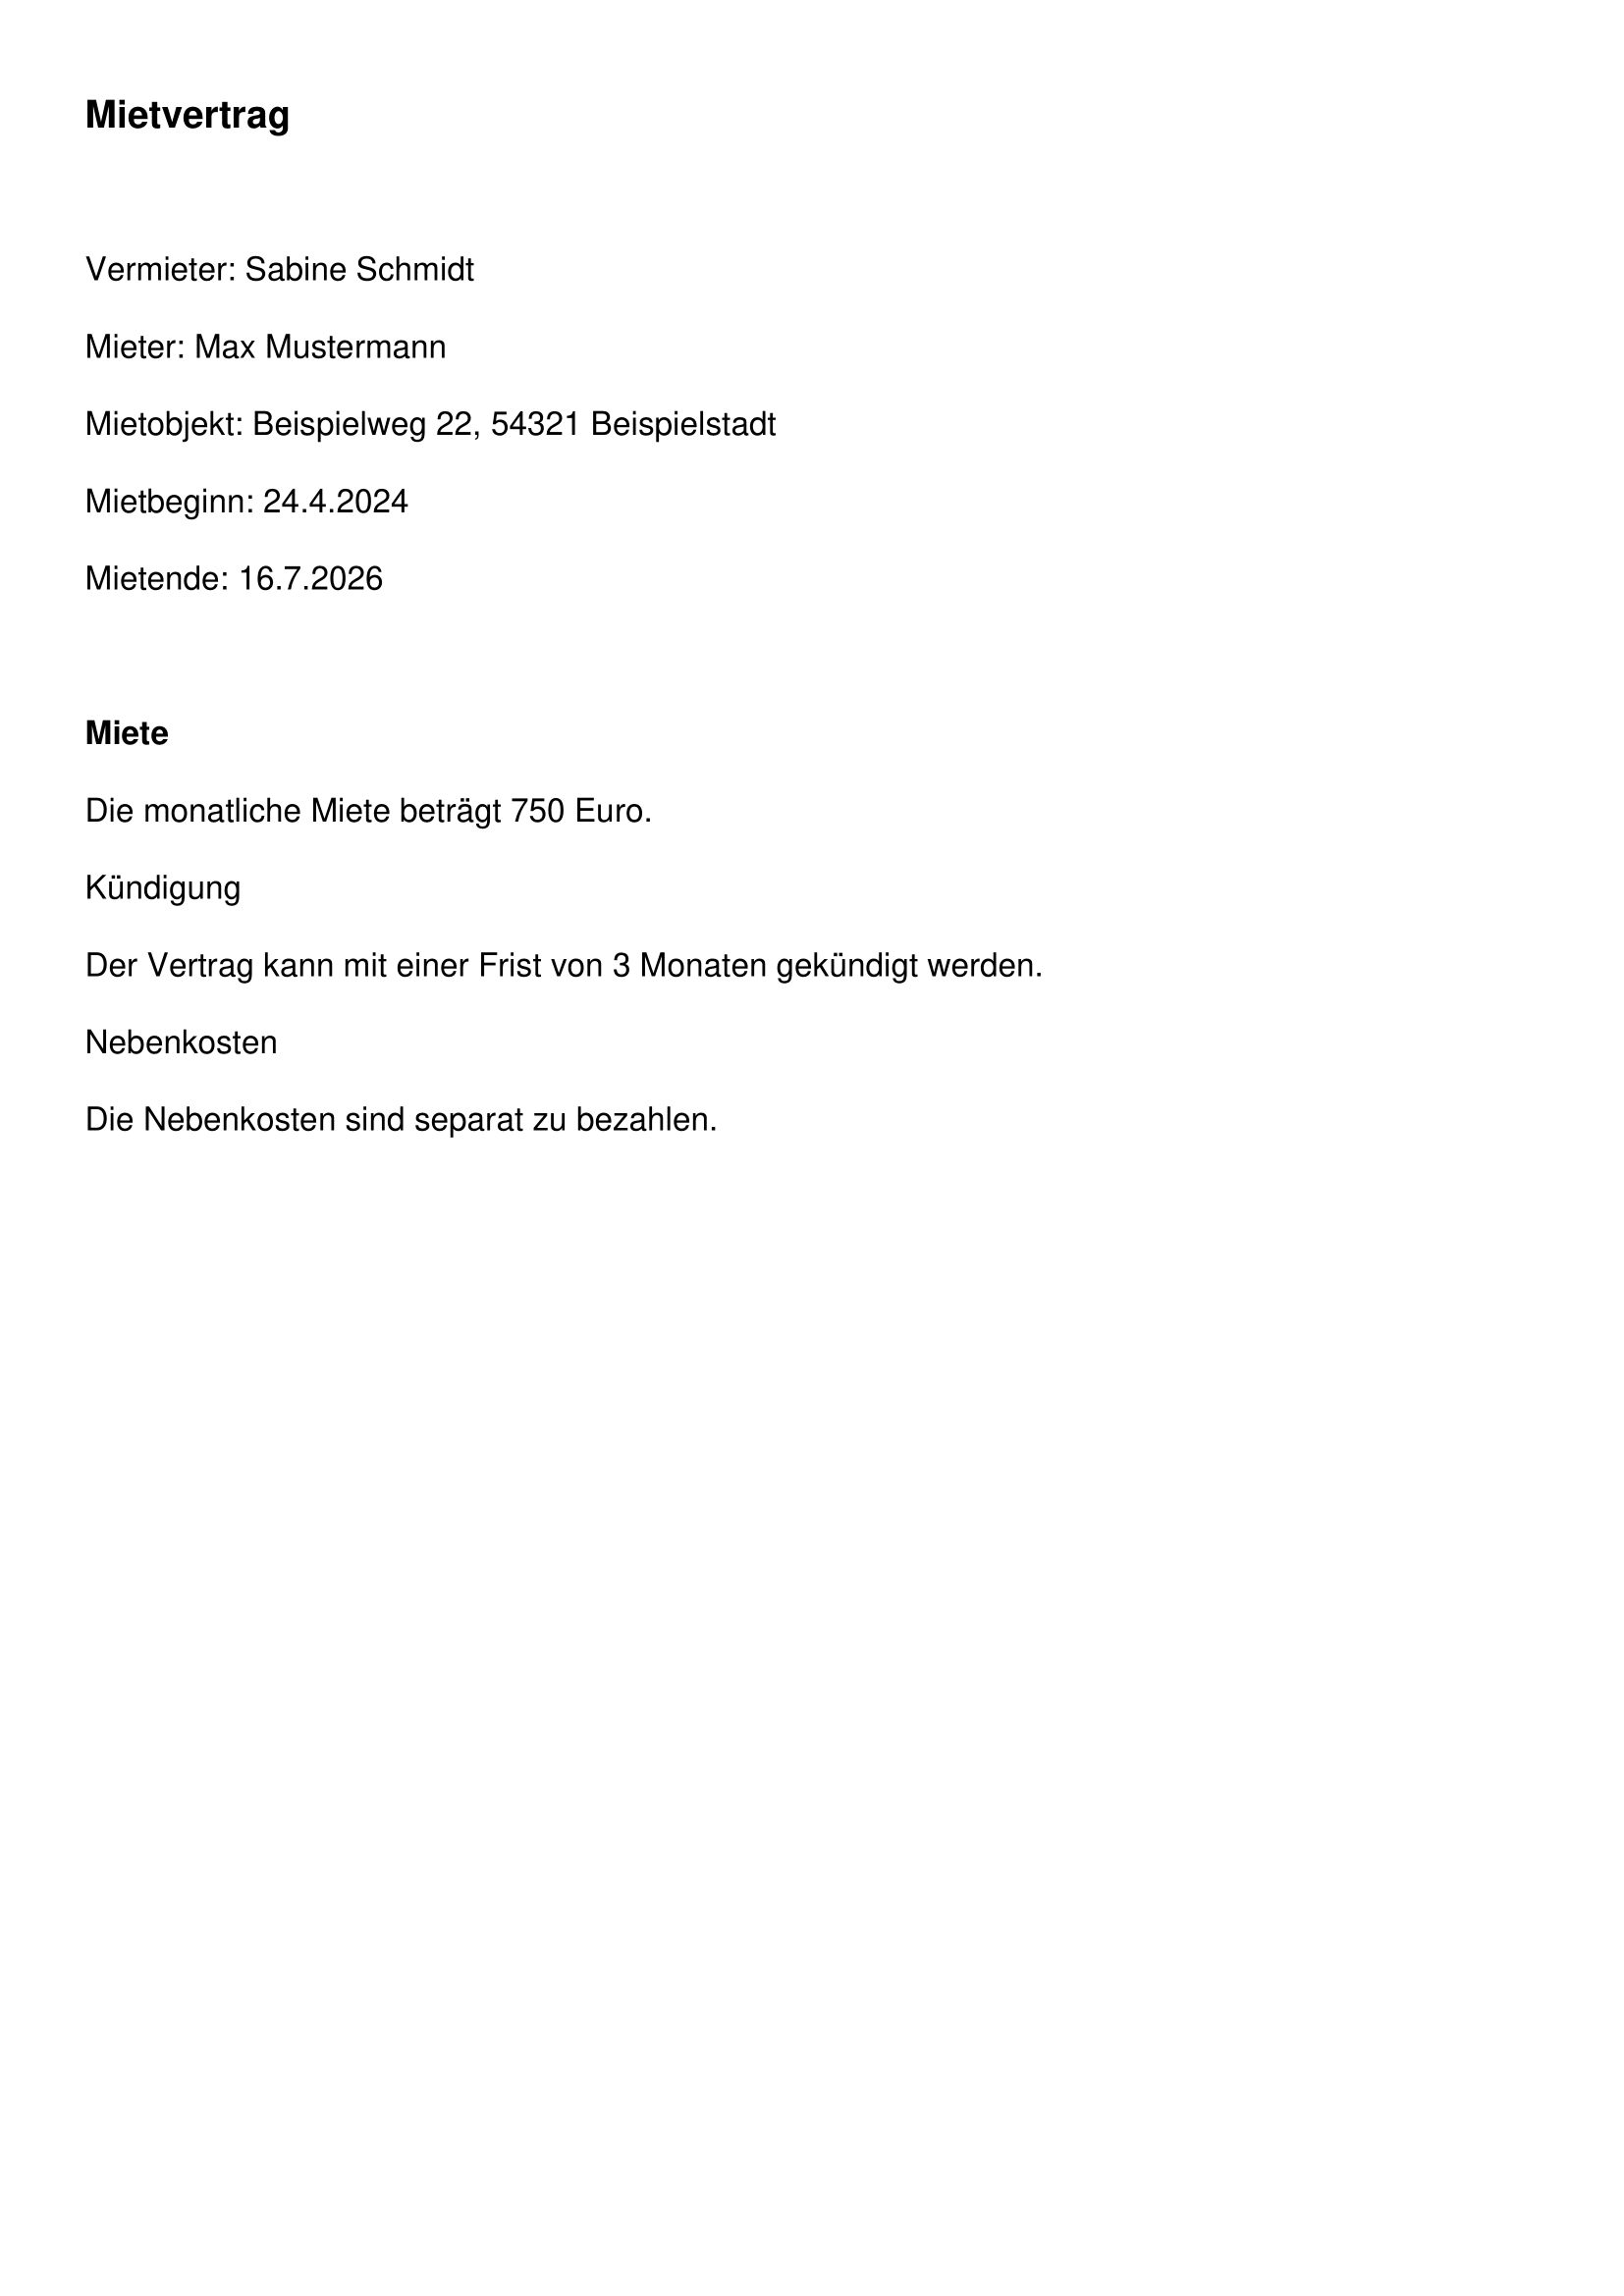 Mietvertrag
Vermieter: Sabine Schmidt
Mieter: Max Mustermann
Mietobjekt: Beispielweg 22, 54321 Beispielstadt
Mietbeginn: 24.4.2024
Mietende: 16.7.2026
Miete
Die monatliche Miete beträgt 750 Euro.
Kündigung
Der Vertrag kann mit einer Frist von 3 Monaten gekündigt werden.
Nebenkosten
Die Nebenkosten sind separat zu bezahlen.